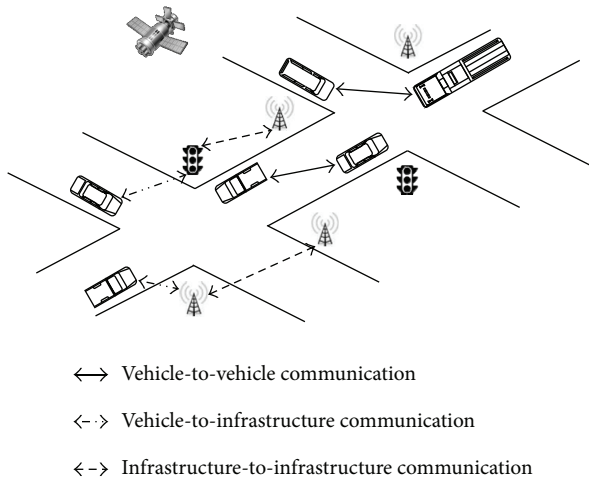 Vehicle-to-vehicle communication
Vehicle-to-infrastructure communication
Infrastructure-to-infrastructure communication